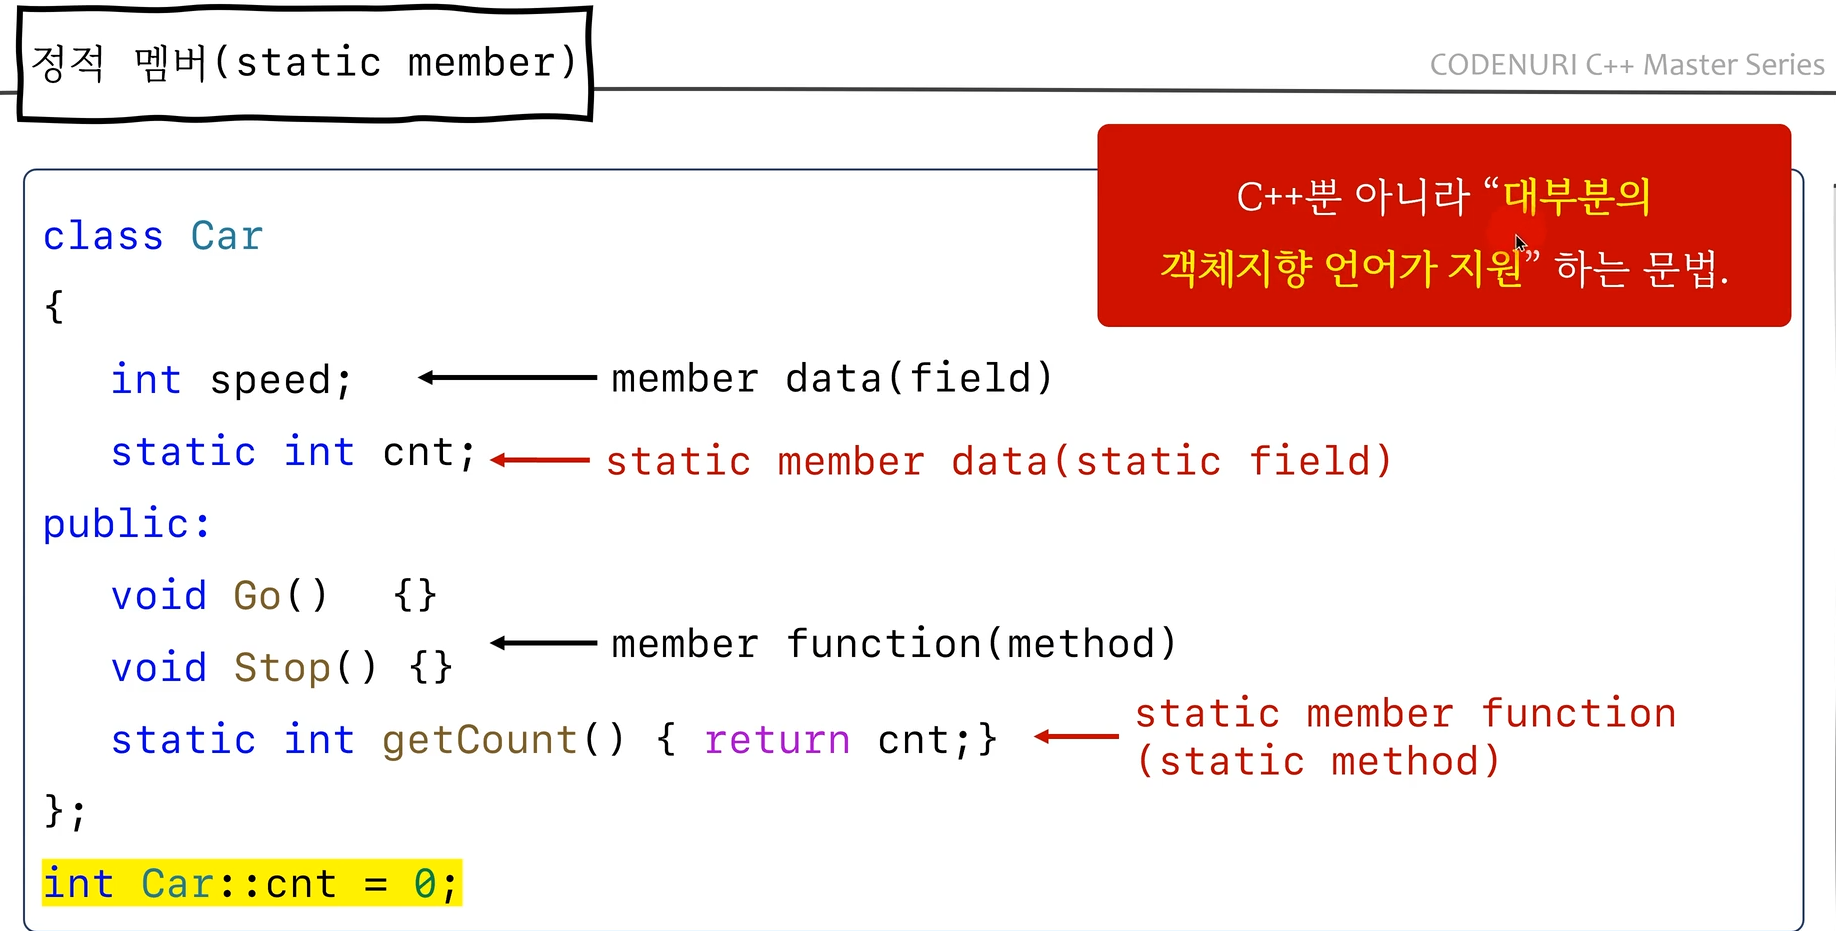 정적 멤버(static member)
CODENURI C++ Master Series
C++뿐 아니라 “대부분의
객체지향 언어가 지원” 하는 문법.
class Car
{
int speed;
member data(field)
static int cnt;
static member data(static field)
public:
void Go() {}
void Stop() {}
member function(method)
static int getCount() { return cnt;}
static member function
(static method)
};
int Car::cnt = 0;